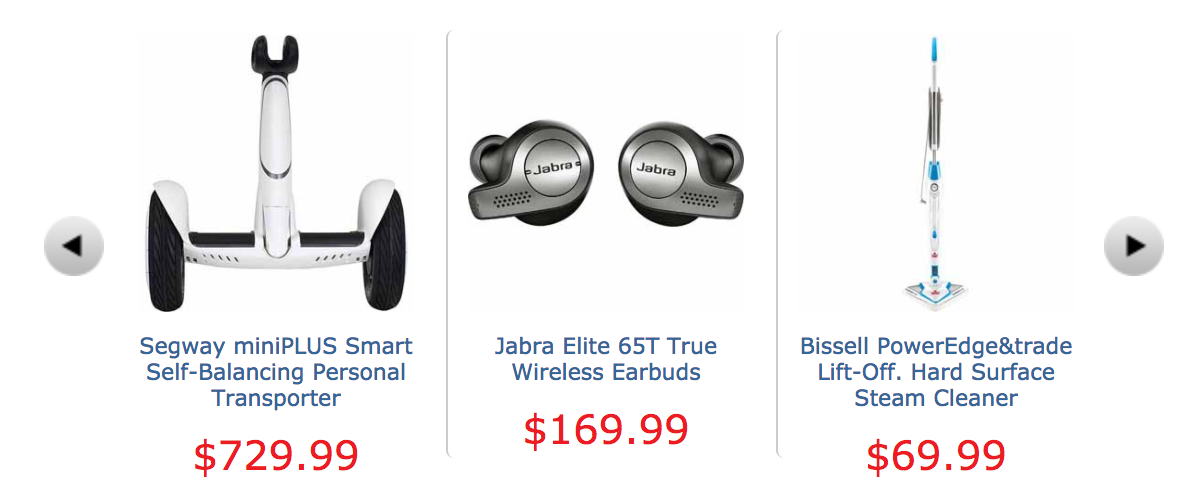 Jabra
Jabra
Segway miniPLUS Smart
Self-Balancing Personal
Transporter
$729.99
Jabra Elite 65T True
Wireless Earbuds
$169.99
Bissell PowerEdge&trade
Lift-Off. Hard Surface
Steam Cleaner
$69.99